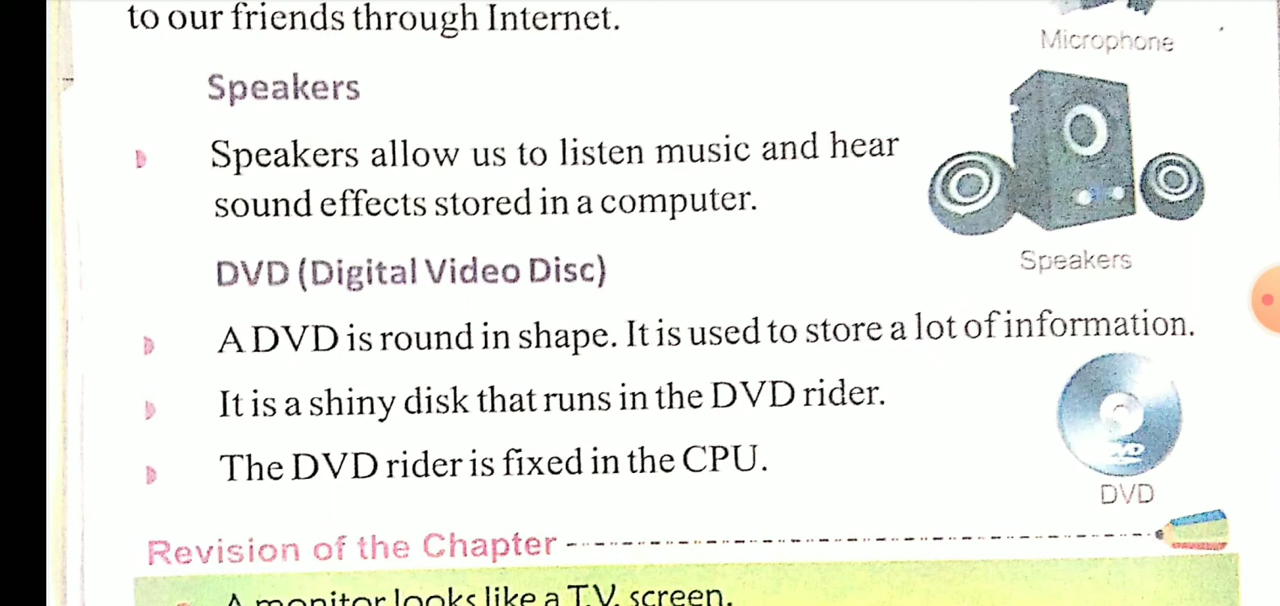 to our friends through Internet.
Microphone
Speakers
Speakers allow us to listen music and hear
sound effects stored in a computer.
Speakers
DVD (Digital Video Disc)
A DVD is round in shape. It is used to store a lot of information.
It is a shiny disk that runs in the DVD rider.
The DVD rider is fixed in the CPU.
DVD
Revision of the Chapter
A monitor looks like a T.V. screen.